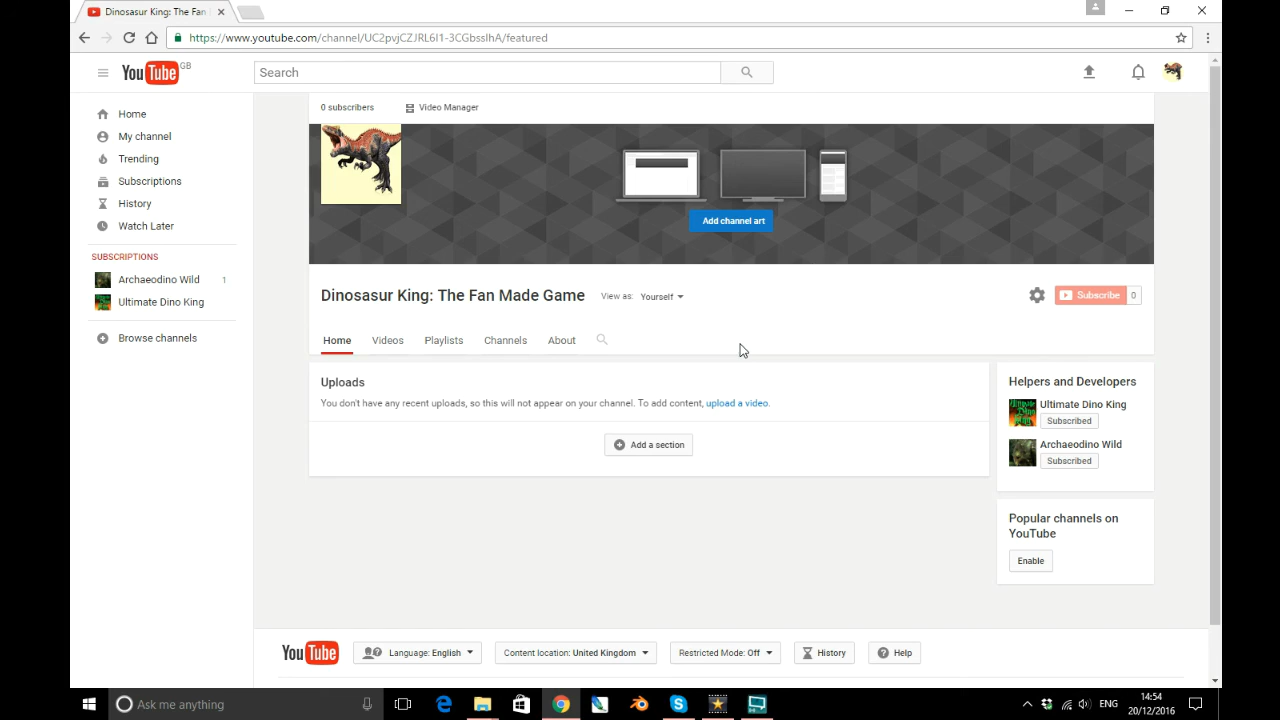 Dinosaur King: The Fan
https://www.youtube.com/channel/UC2pvjCZJRL6I1-3CGbsslhA/featured
YouTube GB
Search
0 subscribers Video Manager
Home
My channel
Trending
Subscriptions
History
Watch Later
SUBSCRIPTIONS
Archaeodino Wild 1
Ultimate Dino King
Browse channels
Add channel art
Dinosasur King: The Fan Made Game View as: Yourself
Subscribe 0
Home Videos Playlists Channels About
Uploads
You don't have any recent uploads, so this will not appear on your channel. To add content, upload a video.
Add a section
Helpers and Developers
Ultimate Dino King
Subscribed
Archaeodino Wild
Subscribed
Popular channels on
YouTube
Enable
YouTube Language: English Content location: United Kingdom Restricted Mode: Off History Help
Ask me anything
ENG
14:54
20/12/2016